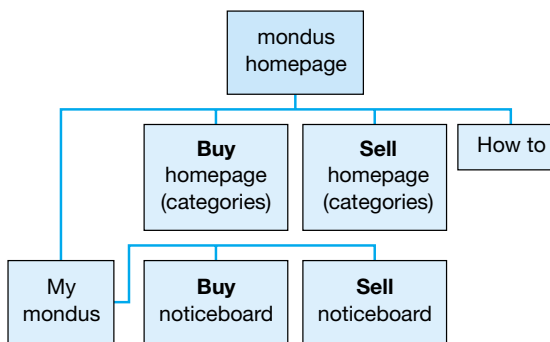 mondus
homepage
Buy
homepage
(categories)
Sell
homepage
(categories)
How to
My
mondus
Buy
noticeboard
Sell
noticeboard